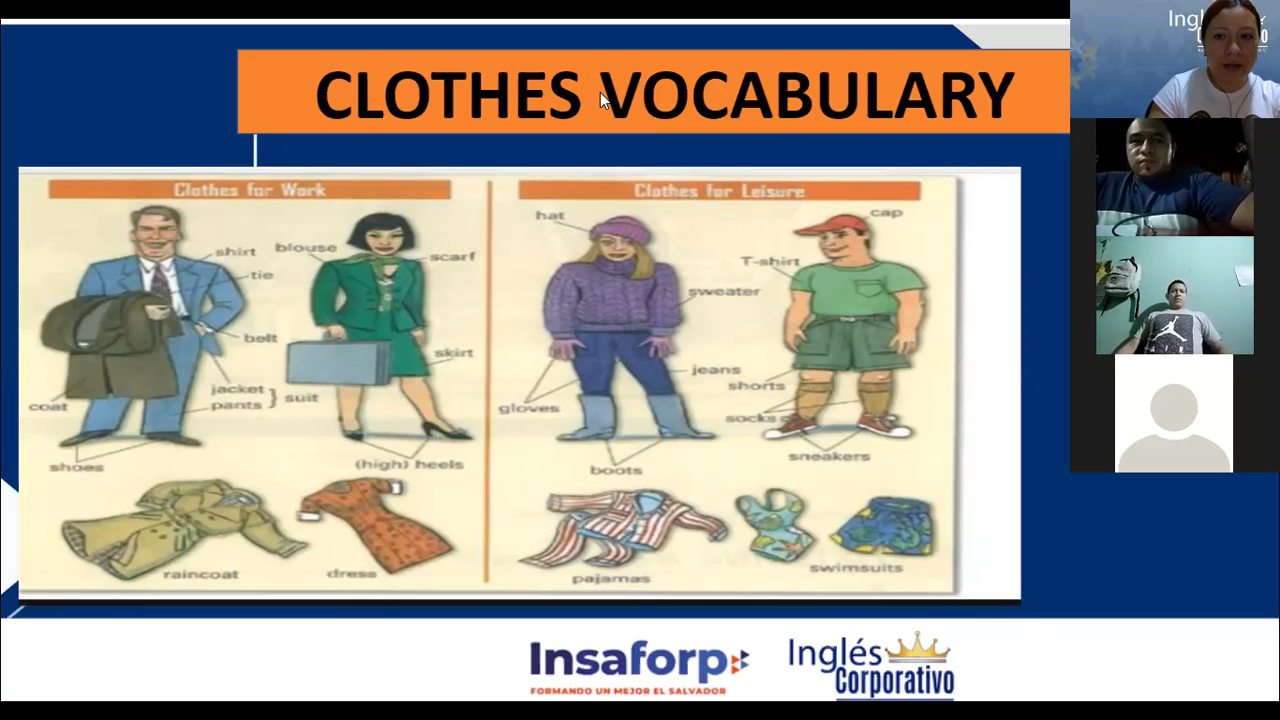 CLOTHES VOCABULARY
Clothes for Work
shirt
blouse
scarf
tie
belt
skirt
jacket
pants
suit
coat
shoes
(high) heels
raincoat
dress
Clothes for Leisure
hat
cap
T-shirt
sweater
jeans
shorts
gloves
socks
boots
sneakers
pajamas
swimsuits
Insaforp
FORMANDO UN MEJOR EL SALVADOR
Inglés
Corporativo